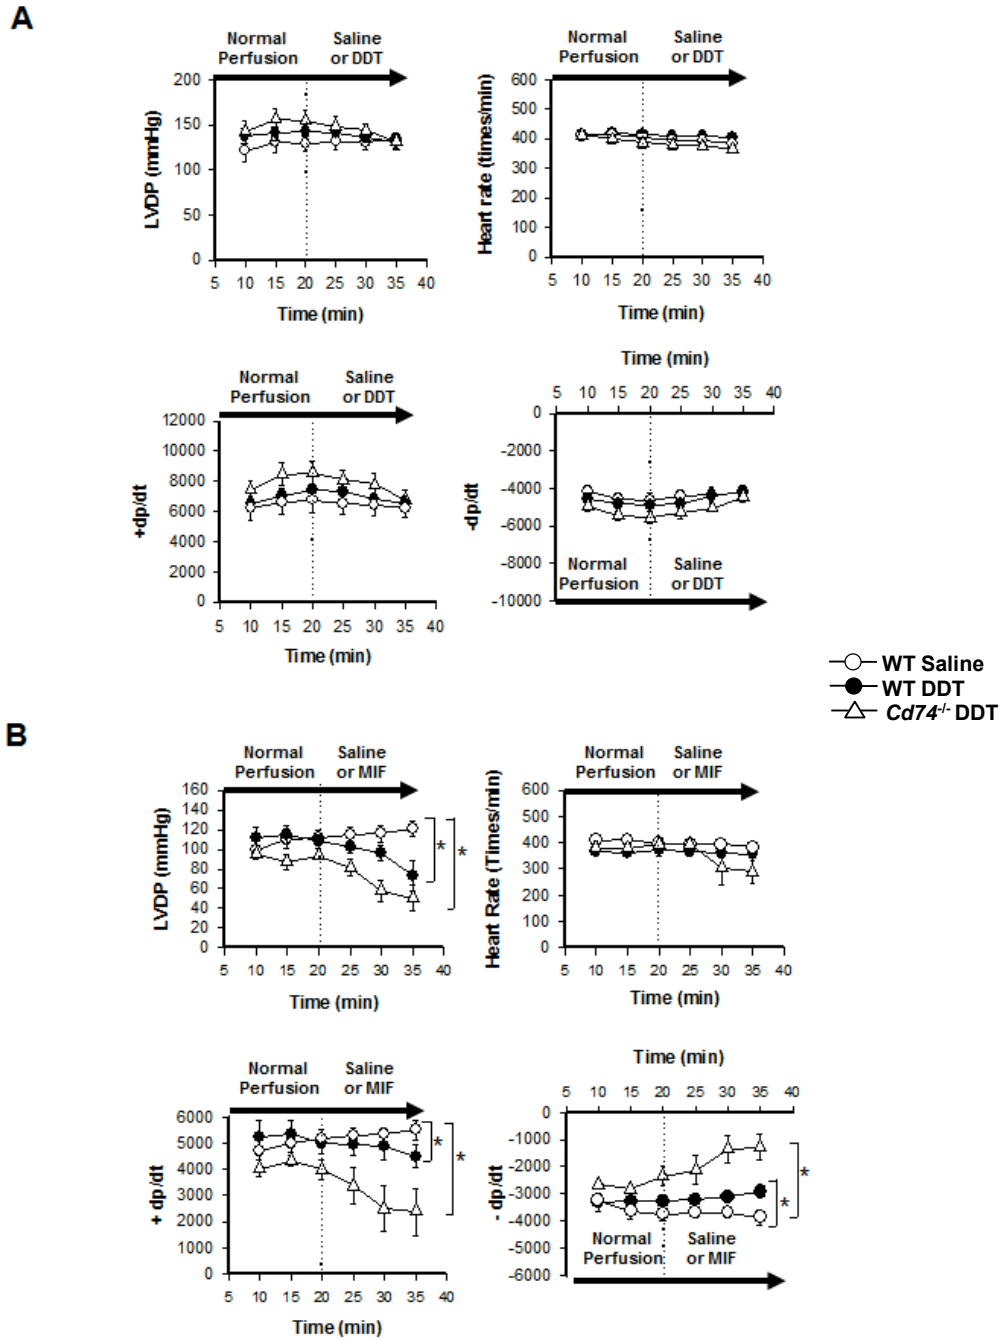 A
Normal Perfusion
Saline or DDT
LVDP (mmHg)
200
150
100
50
0
5 10 15 20 25 30 35 40
Time (min)
Normal Perfusion
Saline or DDT
Heart rate (times/min)
600
500
400
300
200
100
0
5 10 15 20 25 30 35 40
Time (min)
Normal Perfusion
Saline or DDT
+dp/dt
12000
10000
8000
6000
4000
2000
0
5 10 15 20 25 30 35 40
Time (min)
Time (min)
5 10 15 20 25 30 35 40
-dp/dt
0
-2000
-4000
-6000
-8000
-10000
Normal Perfusion
Saline or DDT
WT Saline
WT DDT
Cd74-/- DDT
B
Normal Perfusion
Saline or MIF
LVDP (mmHg)
160
140
120
100
80
60
40
20
0
* *
5 10 15 20 25 30 35 40
Time (min)
Normal Perfusion
Saline or MIF
Heart Rate (Times/min)
600
500
400
300
200
100
0
5 10 15 20 25 30 35 40
Time (min)
Normal Perfusion
Saline or MIF
+ dp/dt
6000
5000
4000
3000
2000
1000
0
* *
5 10 15 20 25 30 35 40
Time (min)
Time (min)
5 10 15 20 25 30 35 40
- dp/dt
0
-1000
-2000
-3000
-4000
-5000
-6000
* *
Normal Perfusion
Saline or MIF